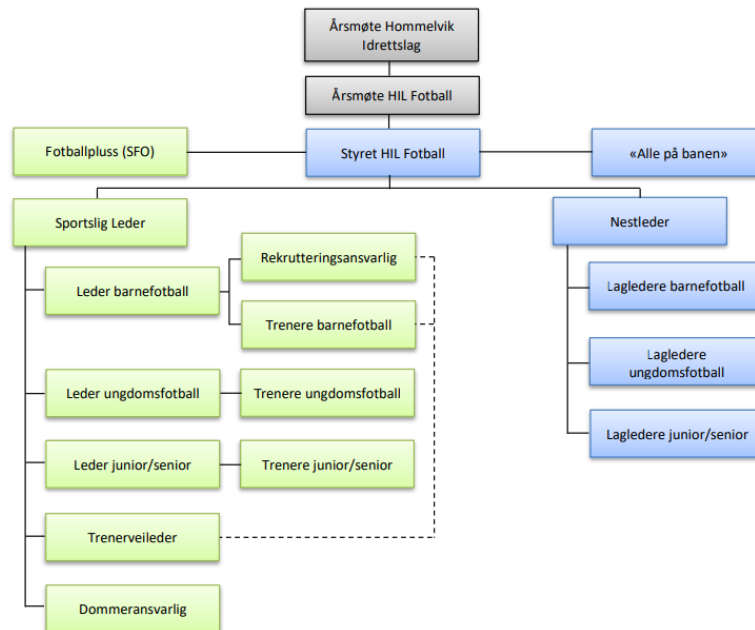 Årsmøte Hommelvik
Idrettslag
Årsmøte HIL Fotball
Fotballpluss (SFO)
Styret HIL Fotball
«Alle på banen»
Sportslig Leder
Nestleder
Rekrutteringsansvarlig
Leder barnefotball
Lagledere barnefotball
Trenere barnefotball
Lagledere
ungdomsfotball
Leder ungdomsfotball
Trenere ungdomsfotball
Lagledere junior/senior
Leder junior/senior
Trenere junior/senior
Trenerveileder
Dommeransvarlig